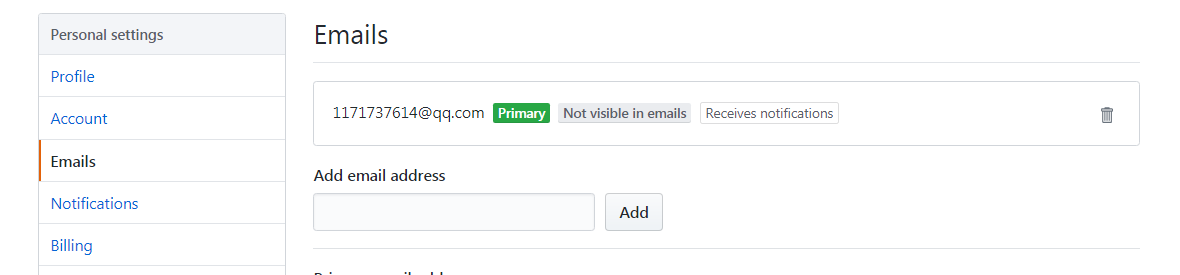 Personal settings
Profile
Account
Emails
Notifications
Billing
Emails
1171737614@qq.com Primary Not visible in emails Receives notifications
Add email address
Add